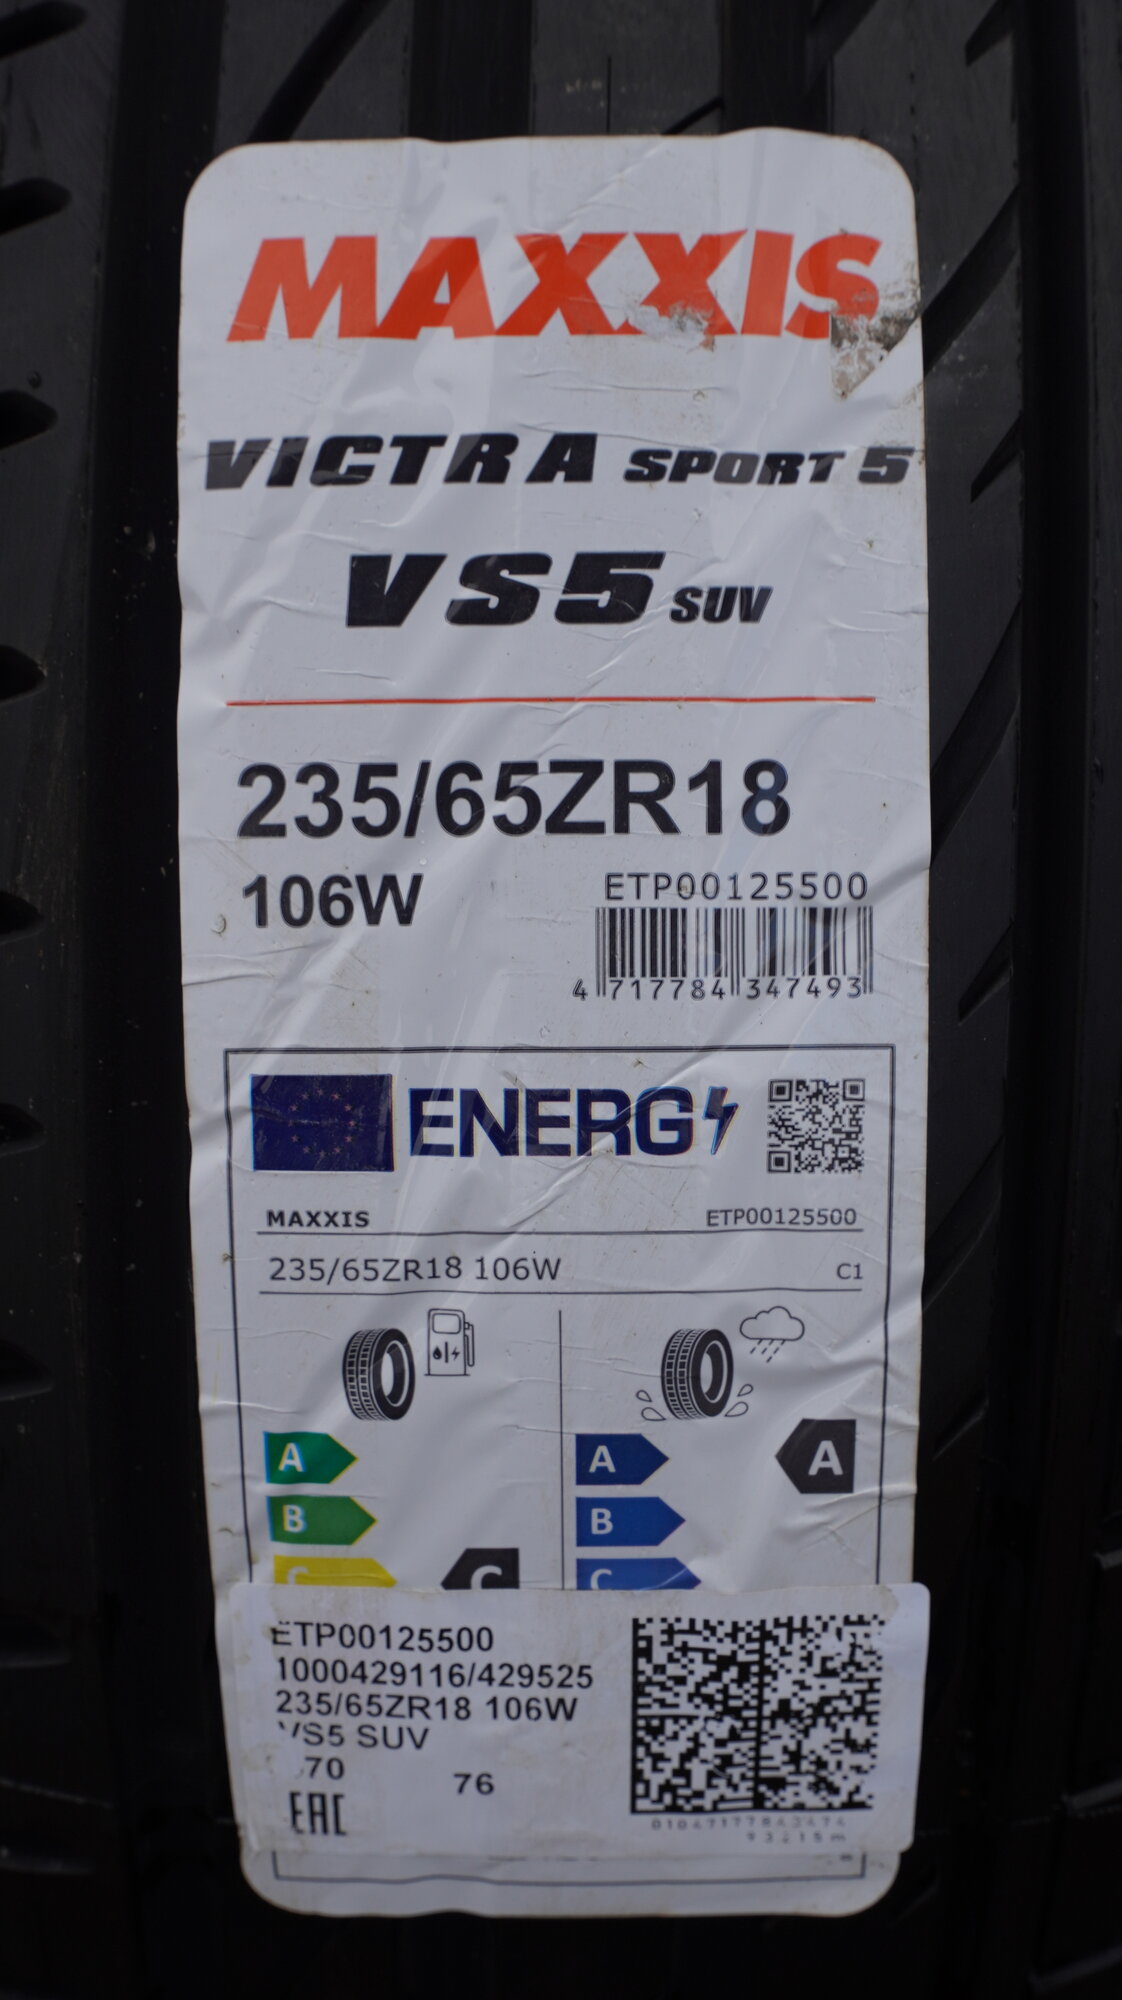 MAXXIS
VICTRA SPORT 5
VS5 SUV
235/65ZR18
106W
ETP00125500
4 717784 347493
ENERG
MAXXIS
ETP00125500
235/65ZR18 106W
C1
A
A
A
B
B
C
C
C
ETP00125500
1000429116/429525
235/65ZR18 106W
VS5 SUV
70
76
EAC